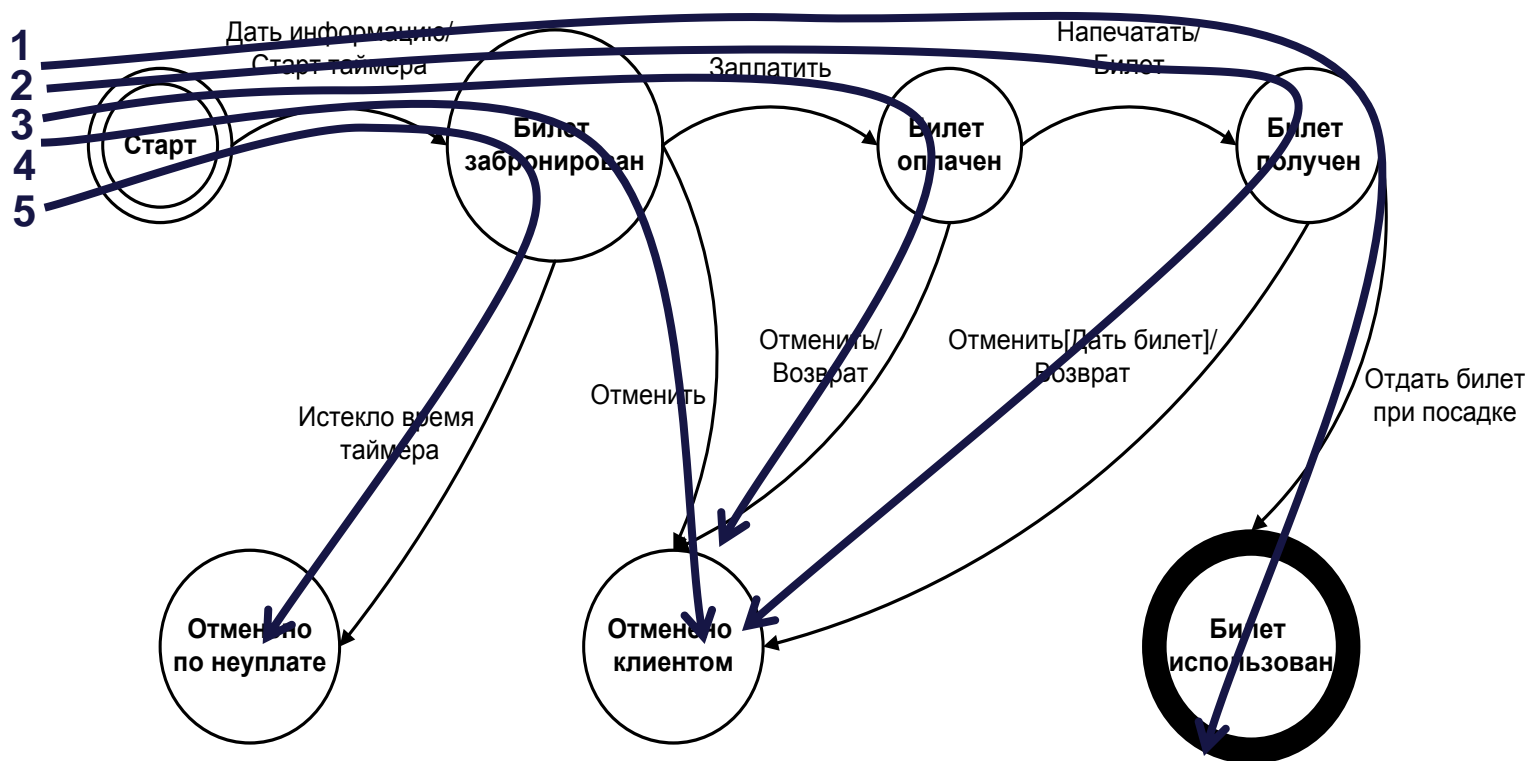 1
2
3
4
5
Дать информацию/
Старт таймера
Заплатить
Напечатать/
Билет
Старт
Билет
забронирован
Билет
оплачен
Билет
получен
Истекло время
таймера
Отменить
Отменить/
Возврат
Отменить[Дать билет]/
Возврат
Отдать билет
при посадке
Отменено
по неуплате
Отменено
клиентом
Билет
использован